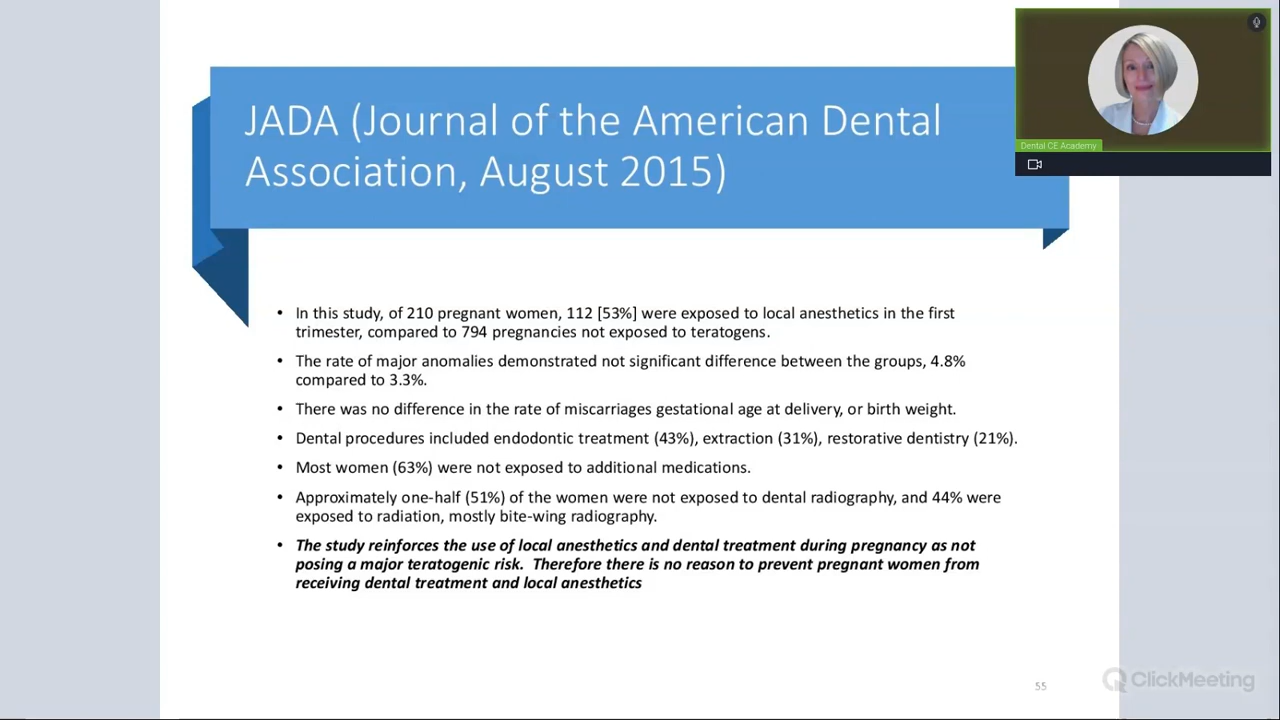 JADA (Journal of the American Dental
Association, August 2015)
Dental CE Academy
• In this study, of 210 pregnant women, 112 [53%] were exposed to local anesthetics in the first
trimester, compared to 794 pregnancies not exposed to teratogens.
• The rate of major anomalies demonstrated not significant difference between the groups, 4.8%
compared to 3.3%.
• There was no difference in the rate of miscarriages gestational age at delivery, or birth weight.
• Dental procedures included endodontic treatment (43%), extraction (31%), restorative dentistry (21%).
• Most women (63%) were not exposed to additional medications.
• Approximately one-half (51%) of the women were not exposed to dental radiography, and 44% were
exposed to radiation, mostly bite-wing radiography.
• The study reinforces the use of local anesthetics and dental treatment during pregnancy as not
posing a major teratogenic risk.  Therefore there is no reason to prevent pregnant women from
receiving dental treatment and local anesthetics
55
ClickMeeting